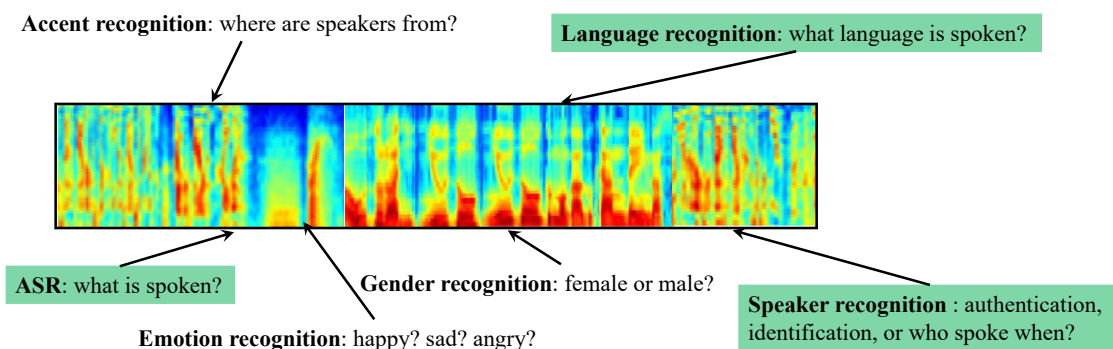 Accent recognition: where are speakers from?
Language recognition: what language is spoken?
ASR: what is spoken?
Gender recognition: female or male?
Emotion recognition: happy? sad? angry?
Speaker recognition : authentication,
identification, or who spoke when?